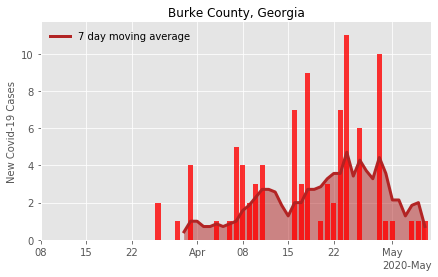 Burke County, Georgia
7 day moving average
New Covid-19 Cases
10
8
6
4
2
0
08 15 22 Apr 08 15 22 May
2020-May